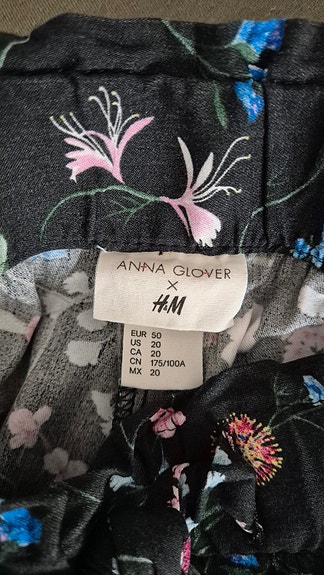 ANNA GLOVER
X
H&M
EUR 50
US 20
CA 20
CN 175/100A
MX 20